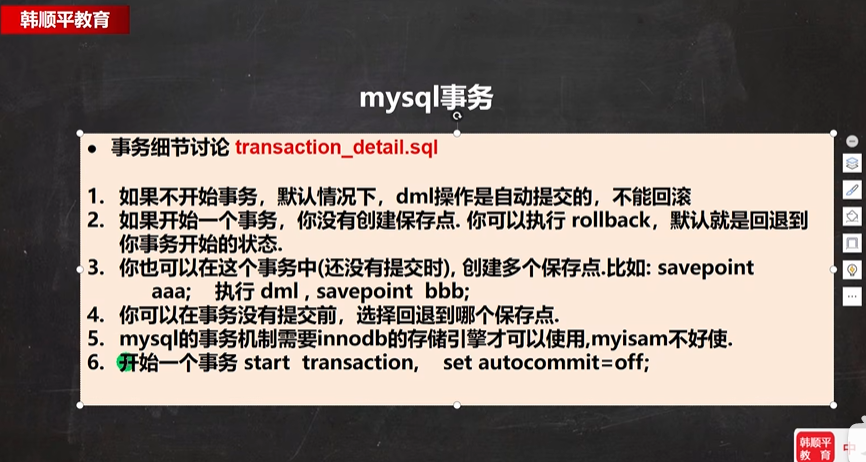 韩顺平教育
mysql事务
● 事务细节讨论 transaction_detail.sql
1. 如果不开始事务，默认情况下，dml操作是自动提交的，不能回滚
2. 如果开始一个事务，你没有创建保存点. 你可以执行 rollback，默认就是回退到
你事务开始的状态.
3. 你也可以在这个事务中(还没有提交时), 创建多个保存点.比如: savepoint
aaa; 执行 dml , savepoint bbb;
4. 你可以在事务没有提交前，选择回退到哪个保存点.
5. mysql的事务机制需要innodb的存储引擎才可以使用,myisam不好使.
6. 开始一个事务 start transaction, set autocommit=off;
韩顺平
教 育
中